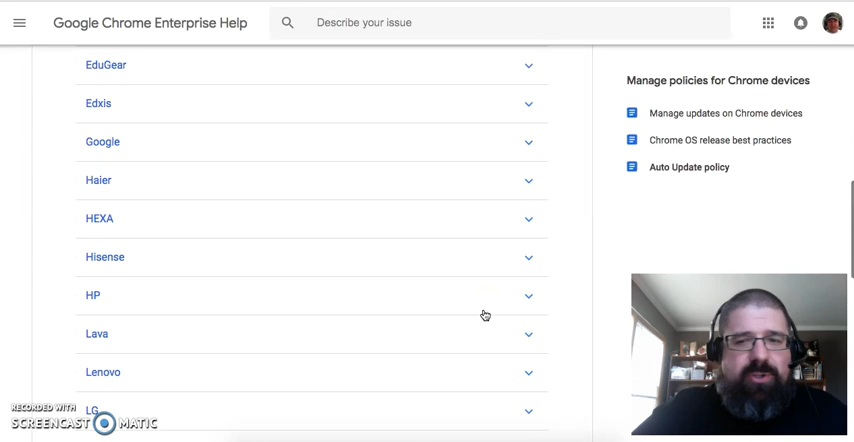 Google Chrome Enterprise Help
Describe your issue
EduGear
Edxis
Google
Haier
HEXA
Hisense
HP
Lava
Lenovo
LG
Manage policies for Chrome devices
Manage updates on Chrome devices
Chrome OS release best practices
Auto Update policy
RECORDED WITH
SCREENCAST MATIC